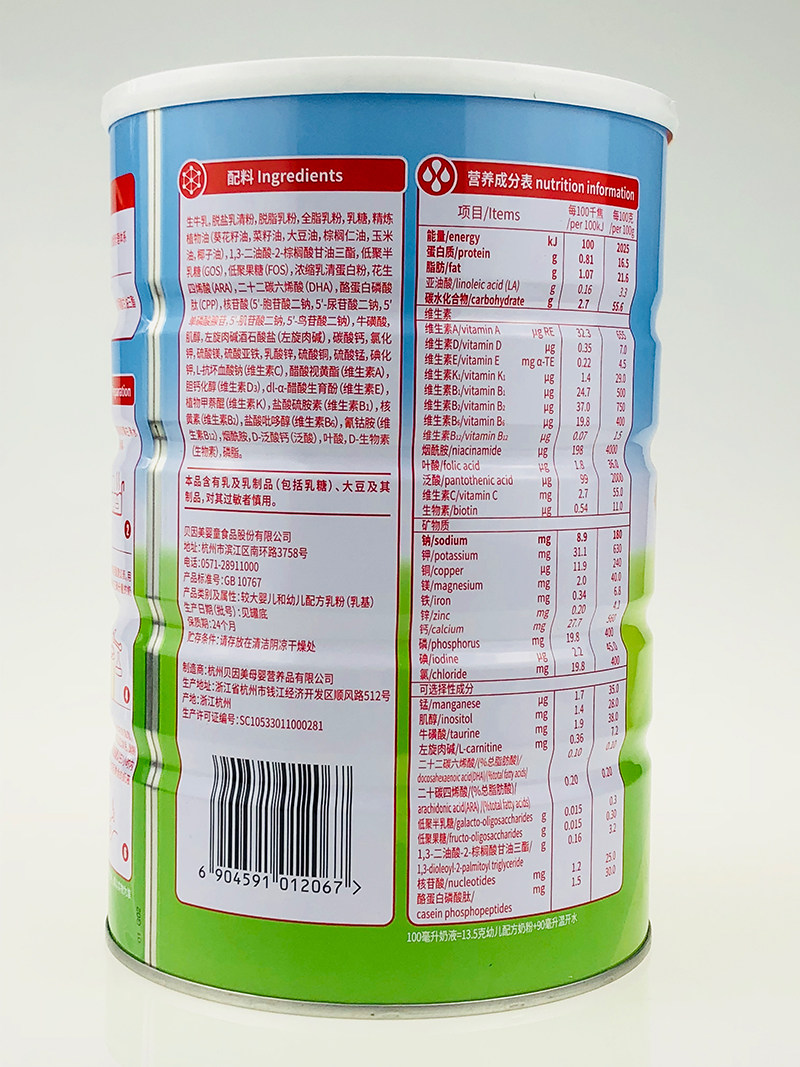 配料 Ingredients
生牛乳,脱盐乳清粉,脱脂乳粉,全脂乳粉,乳糖,精炼
植物油(葵花籽油,菜籽油,大豆油,棕榈仁油,玉米
油,椰子油),1,3-二油酸-2-棕榈酸甘油三酯,低聚半
乳糖(GOS),低聚果糖(FOS),浓缩乳清蛋白粉,花生
四烯酸(ARA),二十二碳六烯酸(DHA),酪蛋白磷酸
肽(CPP),核苷酸(5'-胞苷酸二钠,5'-尿苷酸二钠,5'
5'-肌苷酸二钠,5'-鸟苷酸二钠),牛磺酸,
肌醇,左旋肉碱酒石酸盐(左旋肉碱),碳酸钙,氯化
钾,硫酸镁,硫酸亚铁,乳酸锌,硫酸铜,硫酸锰,碘化
钾,L-抗坏血酸钠(维生素C),醋酸视黄酯(维生素A),
胆钙化醇(维生素D₃),dl-α-醋酸生育酚(维生素E),
植物甲萘醌(维生素K),盐酸硫胺素(维生素B₁),核
黄素(维生素B₂),盐酸吡哆醇(维生素B₆),氰钴胺(维
生素B₁₂),烟酰胺,D-泛酸钙(泛酸),叶酸,D-生物素
(生物素),磷脂。
本品含有乳及乳制品(包括乳糖)、大豆及其
制品,对其过敏者慎用。
贝因美婴童食品股份有限公司
地址:杭州市滨江区南环路3758号
电话:0571-28911000
产品标准号:GB 10767
产品类别及属性:较大婴儿和幼儿配方乳粉(乳基)
生产日期(批号):见罐底
保质期:24个月
贮存条件:请存放在清洁阴凉干燥处
制造商:杭州贝因美母婴营养品有限公司
生产地址:浙江省杭州市钱江经济开发区顺风路512号
产地:浙江杭州
生产许可证编号:SC10533011000281
6 904591 012067 >
营养成分表 nutrition information
项目/Items 每100千焦/per 100kJ 每100克/per 100g
能量/energy kJ 100 2025
蛋白质/protein g 0.81 16.5
脂肪/fat g 1.07 21.6
亚油酸/linoleic acid (LA) g 0.16 3.3
碳水化合物/carbohydrate g 2.7 55.6
维生素
维生素A/vitamin A μg RE 32.3 655
维生素D/vitamin D μg 0.35 7.0
维生素E/vitamin E mg α-TE 0.22 4.5
维生素K₁/vitamin K₁ μg 1.4 29.0
维生素B₁/vitamin B₁ μg 24.7 500
维生素B₂/vitamin B₂ μg 37.0 750
维生素B₆/vitamin B₆ μg 19.8 400
维生素B₁₂/vitamin B₁₂ μg 0.07 1.5
烟酰胺/niacinamide μg 198 4000
叶酸/folic acid μg 1.8 36.0
泛酸/pantothenic acid μg 99 2000
维生素C/vitamin C mg 2.7 55.0
生物素/biotin μg 0.54 11.0
矿物质
钠/sodium mg 8.9 180
钾/potassium mg 31.1 630
铜/copper μg 11.9 240
镁/magnesium mg 2.0 40.0
铁/iron mg 0.34 6.8
锌/zinc mg 0.20 4.2
钙/calcium mg 27.7 560
磷/phosphorus mg 19.8 400
碘/iodine μg 2.2 45.0
氯/chloride mg 19.8 400
可选择性成分
锰/manganese μg 1.7 35.0
肌醇/inositol mg 1.4 28.0
牛磺酸/taurine mg 1.9 38.0
左旋肉碱/L-carnitine mg 0.36 7.2
二十二碳六烯酸/(%总脂肪酸)/ 0.10 0.10
docosahexaenoic acid(DHA)/(%total fatty acids)
二十碳四烯酸/(%总脂肪酸)/ 0.20 0.20
arachidonic acid(ARA)/(%total fatty acids)
低聚半乳糖/galacto-oligosaccharides g 0.015 0.3
低聚果糖/fructo-oligosaccharides g 0.015 0.30
1,3-二油酸-2-棕榈酸甘油三酯/ g 0.16 3.2
1,3-dioleoyl-2-palmitoyl triglyceride
核苷酸/nucleotides mg 1.2 25.0
酪蛋白磷酸肽/ mg 1.5 30.0
casein phosphopeptides
100毫升奶液=13.5克幼儿配方奶粉+90毫升温开水